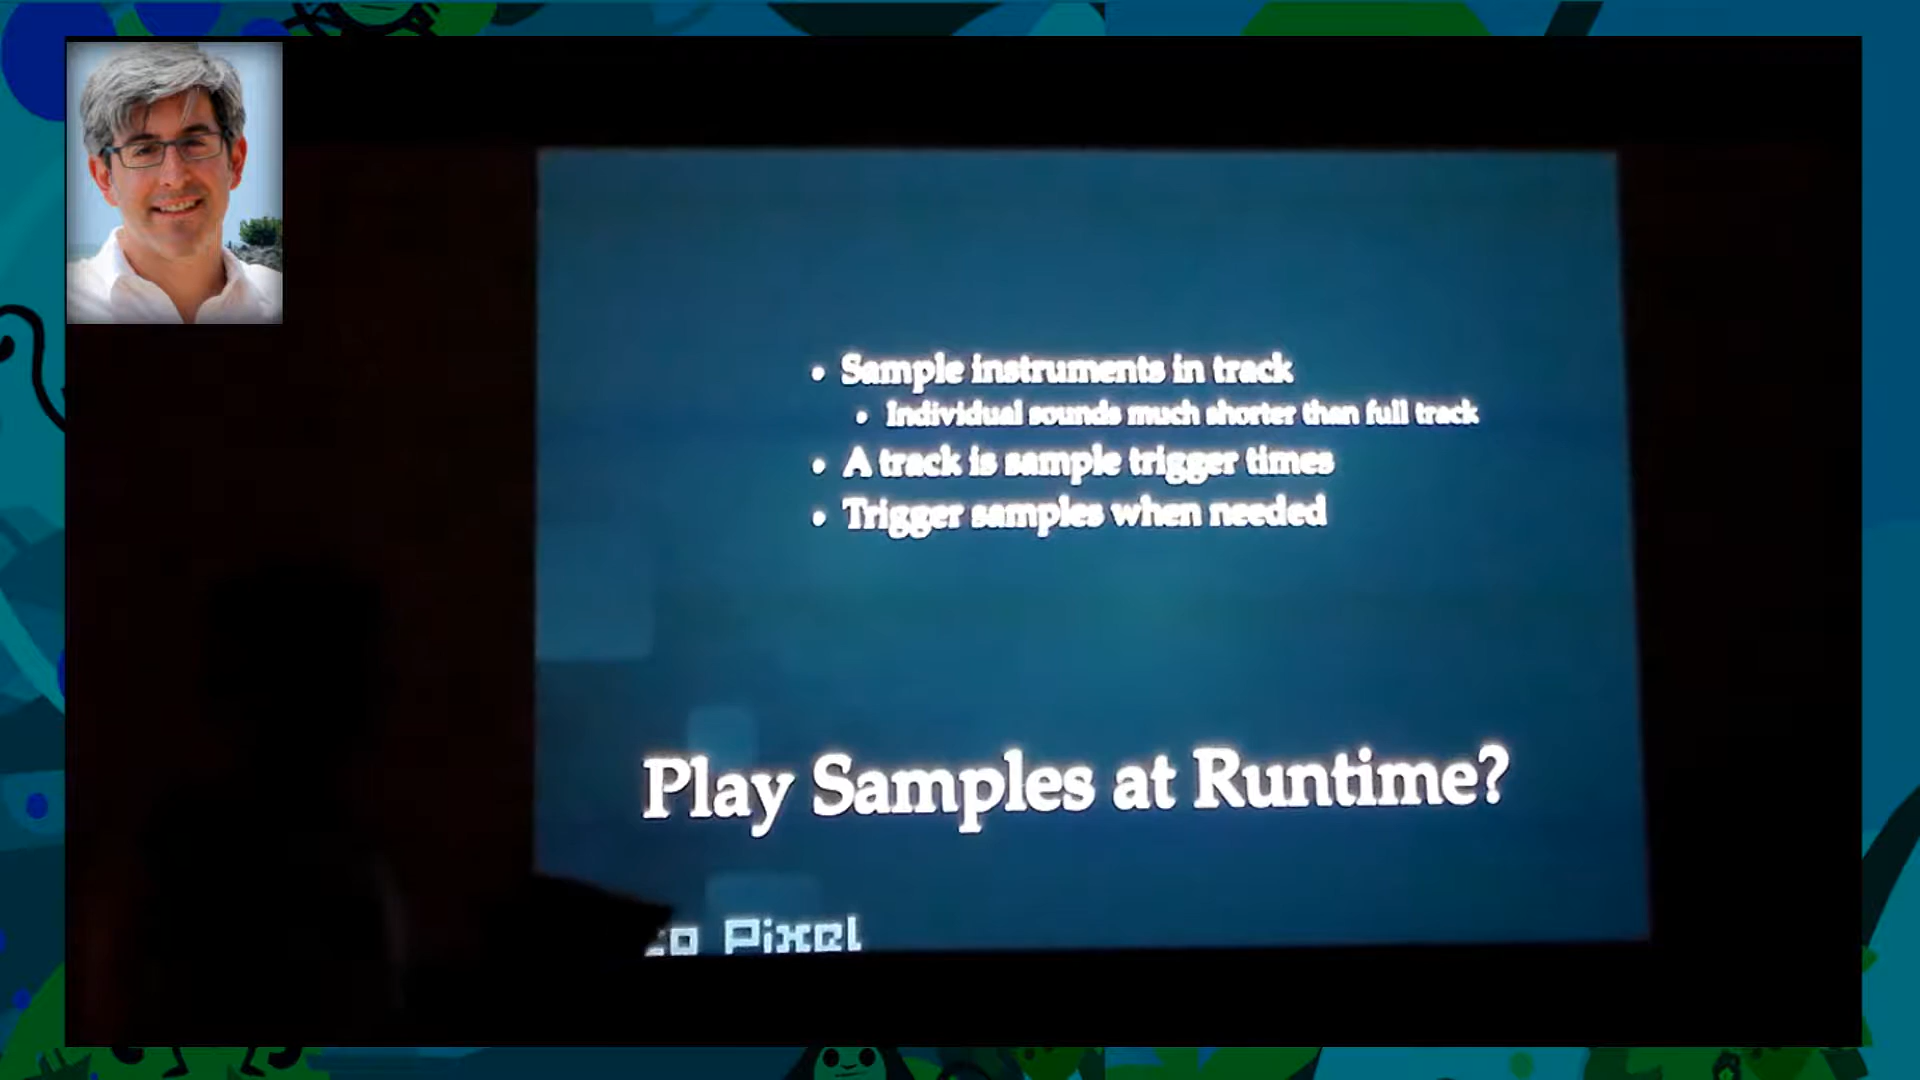 • Sample instruments in track
• Individual sounds much shorter than full track
• A track is sample trigger times
• Trigger samples when needed
Play Samples at Runtime?
Pixel